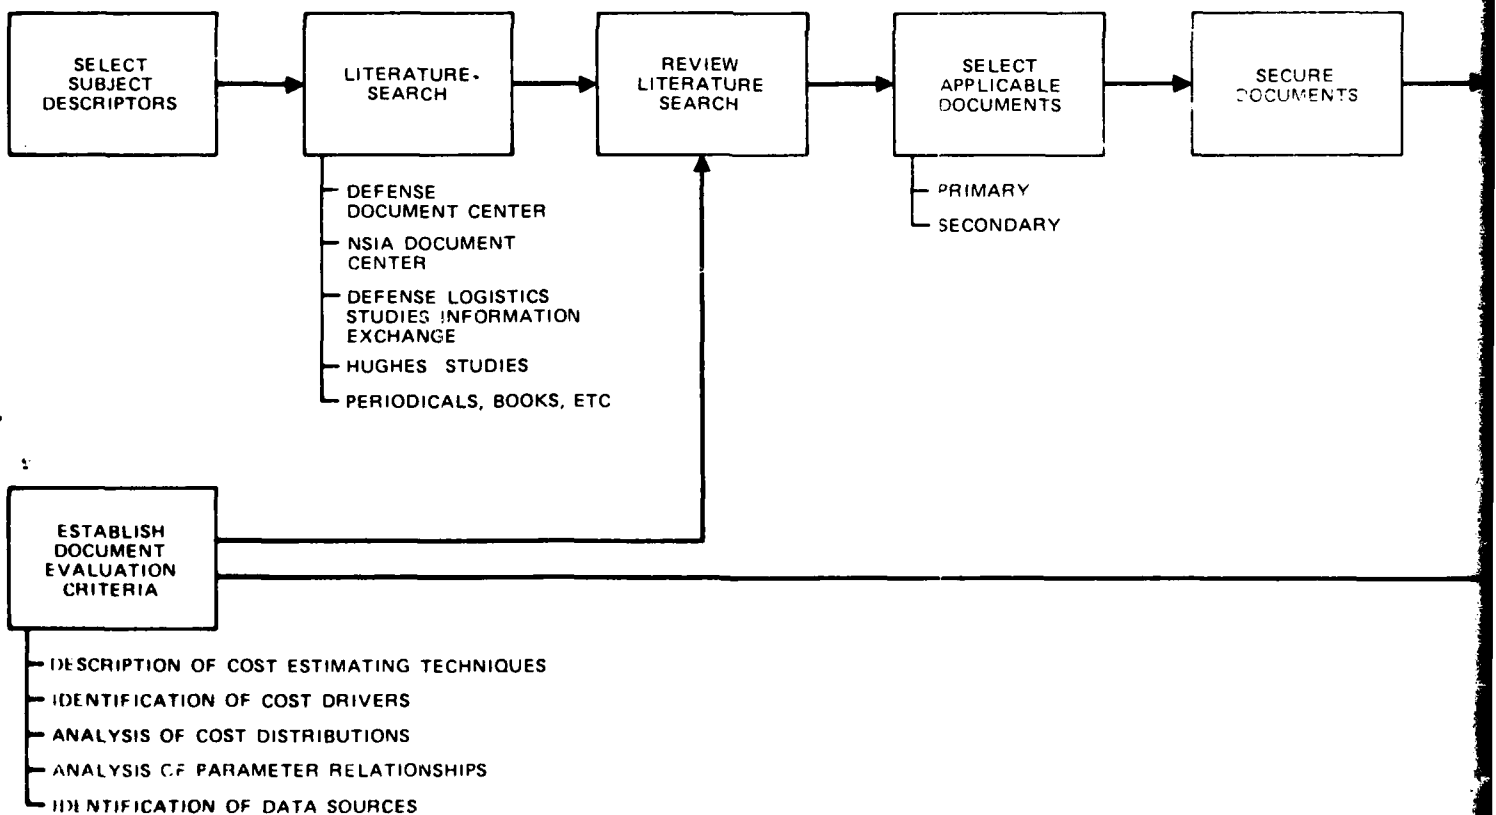 SELECT
SUBJECT
DESCRIPTORS
LITERATURE
SEARCH
REVIEW
LITERATURE
SEARCH
SELECT
APPLICABLE
DOCUMENTS
SECURE
DOCUMENTS
DEFENSE
DOCUMENT CENTER
NSIA DOCUMENT
CENTER
DEFENSE LOGISTICS
STUDIES INFORMATION
EXCHANGE
HUGHES STUDIES
PERIODICALS, BOOKS, ETC
PRIMARY
SECONDARY
ESTABLISH
DOCUMENT
EVALUATION
CRITERIA
DESCRIPTION OF COST ESTIMATING TECHNIQUES
IDENTIFICATION OF COST DRIVERS
ANALYSIS OF COST DISTRIBUTIONS
ANALYSIS OF PARAMETER RELATIONSHIPS
IDENTIFICATION OF DATA SOURCES